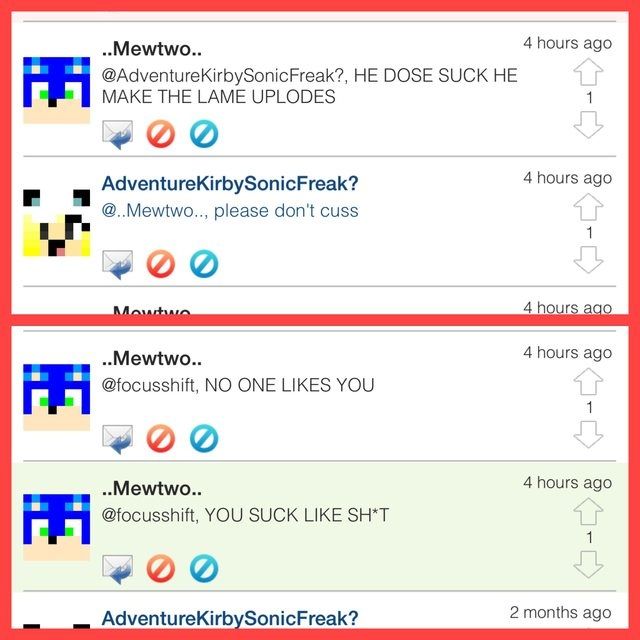 ..Mewtwo..
4 hours ago
@AdventureKirbySonicFreak?, HE DOSE SUCK HE
MAKE THE LAME UPLODES
1
AdventureKirbySonicFreak?
4 hours ago
@..Mewtwo.., please don't cuss
1
..Mewtwo..
4 hours ago
..Mewtwo..
4 hours ago
@focusshift, NO ONE LIKES YOU
1
..Mewtwo..
4 hours ago
@focusshift, YOU SUCK LIKE SH*T
1
AdventureKirbySonicFreak?
2 months ago